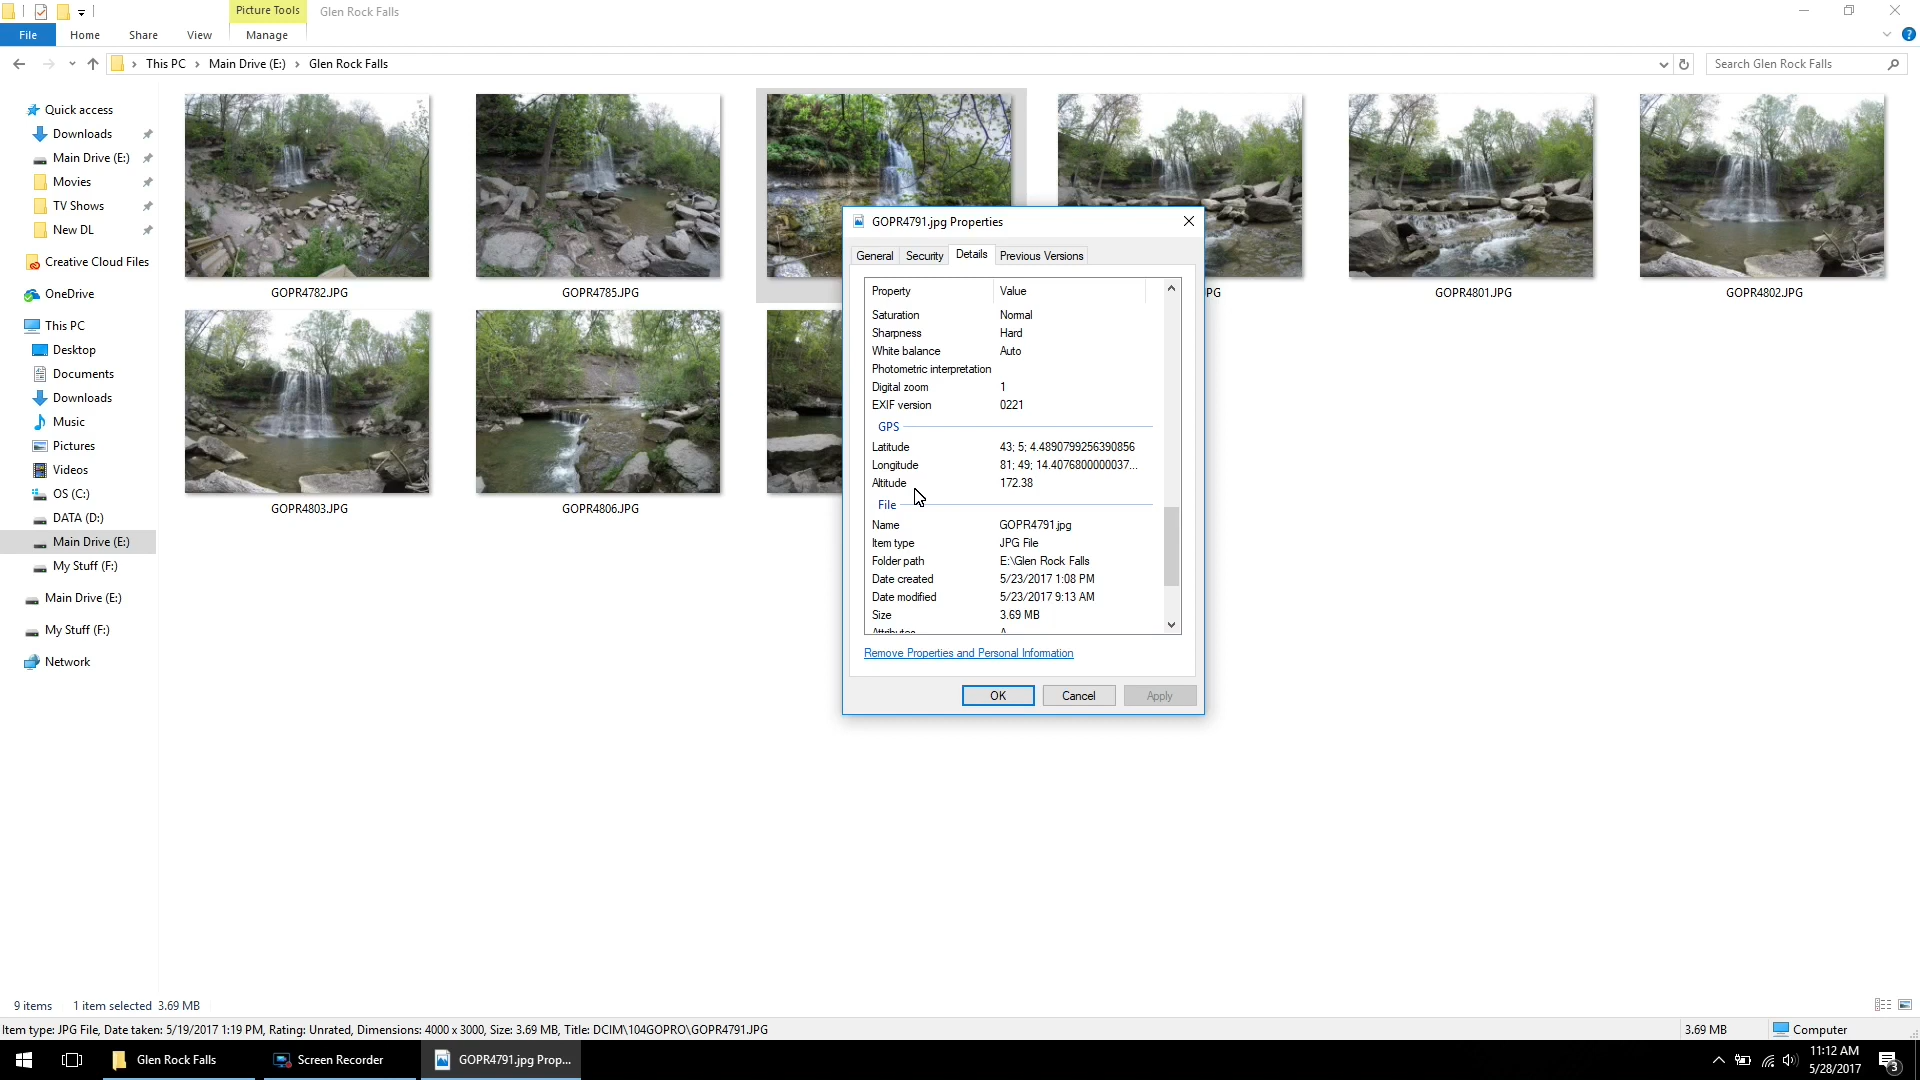 Picture Tools
Glen Rock Falls
File
Home
Share
View
Manage
This PC
Main Drive (E:)
Glen Rock Falls
Search Glen Rock Falls
Quick access
Downloads
Main Drive (E:)
Movies
TV Shows
New DL
Creative Cloud Files
OneDrive
This PC
Desktop
Documents
Downloads
Music
Pictures
Videos
OS (C:)
DATA (D:)
Main Drive (E:)
My Stuff (F:)
Main Drive (E:)
My Stuff (F:)
Network
GOPR4782.JPG
GOPR4785.JPG
PG
GOPR4801.JPG
GOPR4802.JPG
GOPR4803.JPG
GOPR4806.JPG
GOPR4791.jpg Properties
General
Security
Details
Previous Versions
Property Value
Saturation Normal
Sharpness Hard
White balance Auto
Photometric interpretation
Digital zoom 1
EXIF version 0221
GPS
Latitude 43; 5; 4.4890799256390856
Longitude 81; 49; 14.4076800000037...
Altitude 172.38
File
Name GOPR4791.jpg
Item type JPG File
Folder path E:\Glen Rock Falls
Date created 5/23/2017 1:08 PM
Date modified 5/23/2017 9:13 AM
Size 3.69 MB
Attributes A
Remove Properties and Personal Information
OK
Cancel
Apply
9 items 1 item selected 3.69 MB
Item type: JPG File, Date taken: 5/19/2017 1:19 PM, Rating: Unrated, Dimensions: 4000 x 3000, Size: 3.69 MB, Title: DCIM\104GOPRO\GOPR4791.JPG
3.69 MB
Computer
Glen Rock Falls
Screen Recorder
GOPR4791.jpg Prop...
11:12 AM
5/28/2017
3